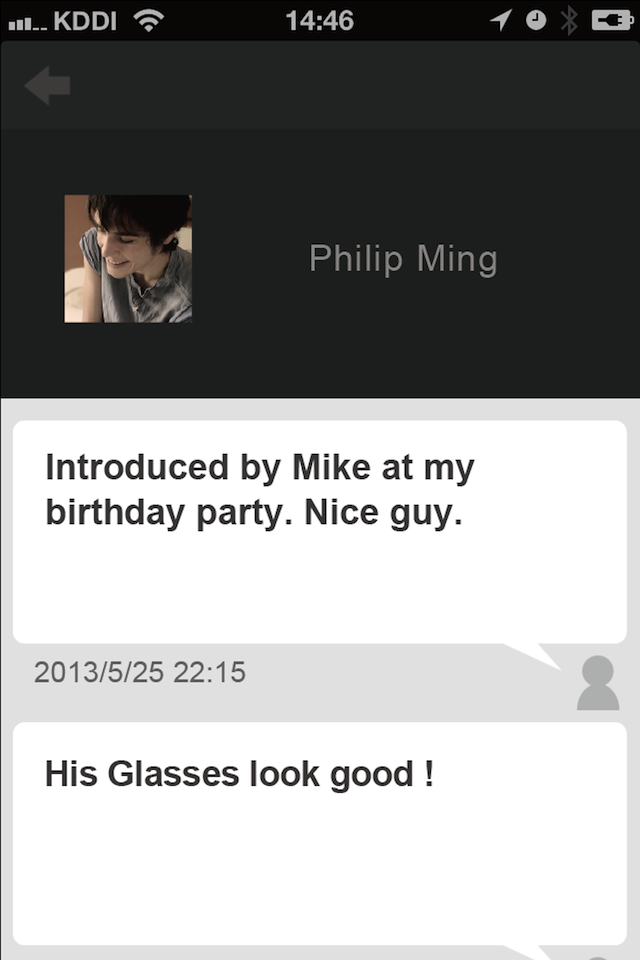 KDDI 14:46
Philip Ming
Introduced by Mike at my
birthday party. Nice guy.
2013/5/25 22:15
His Glasses look good !